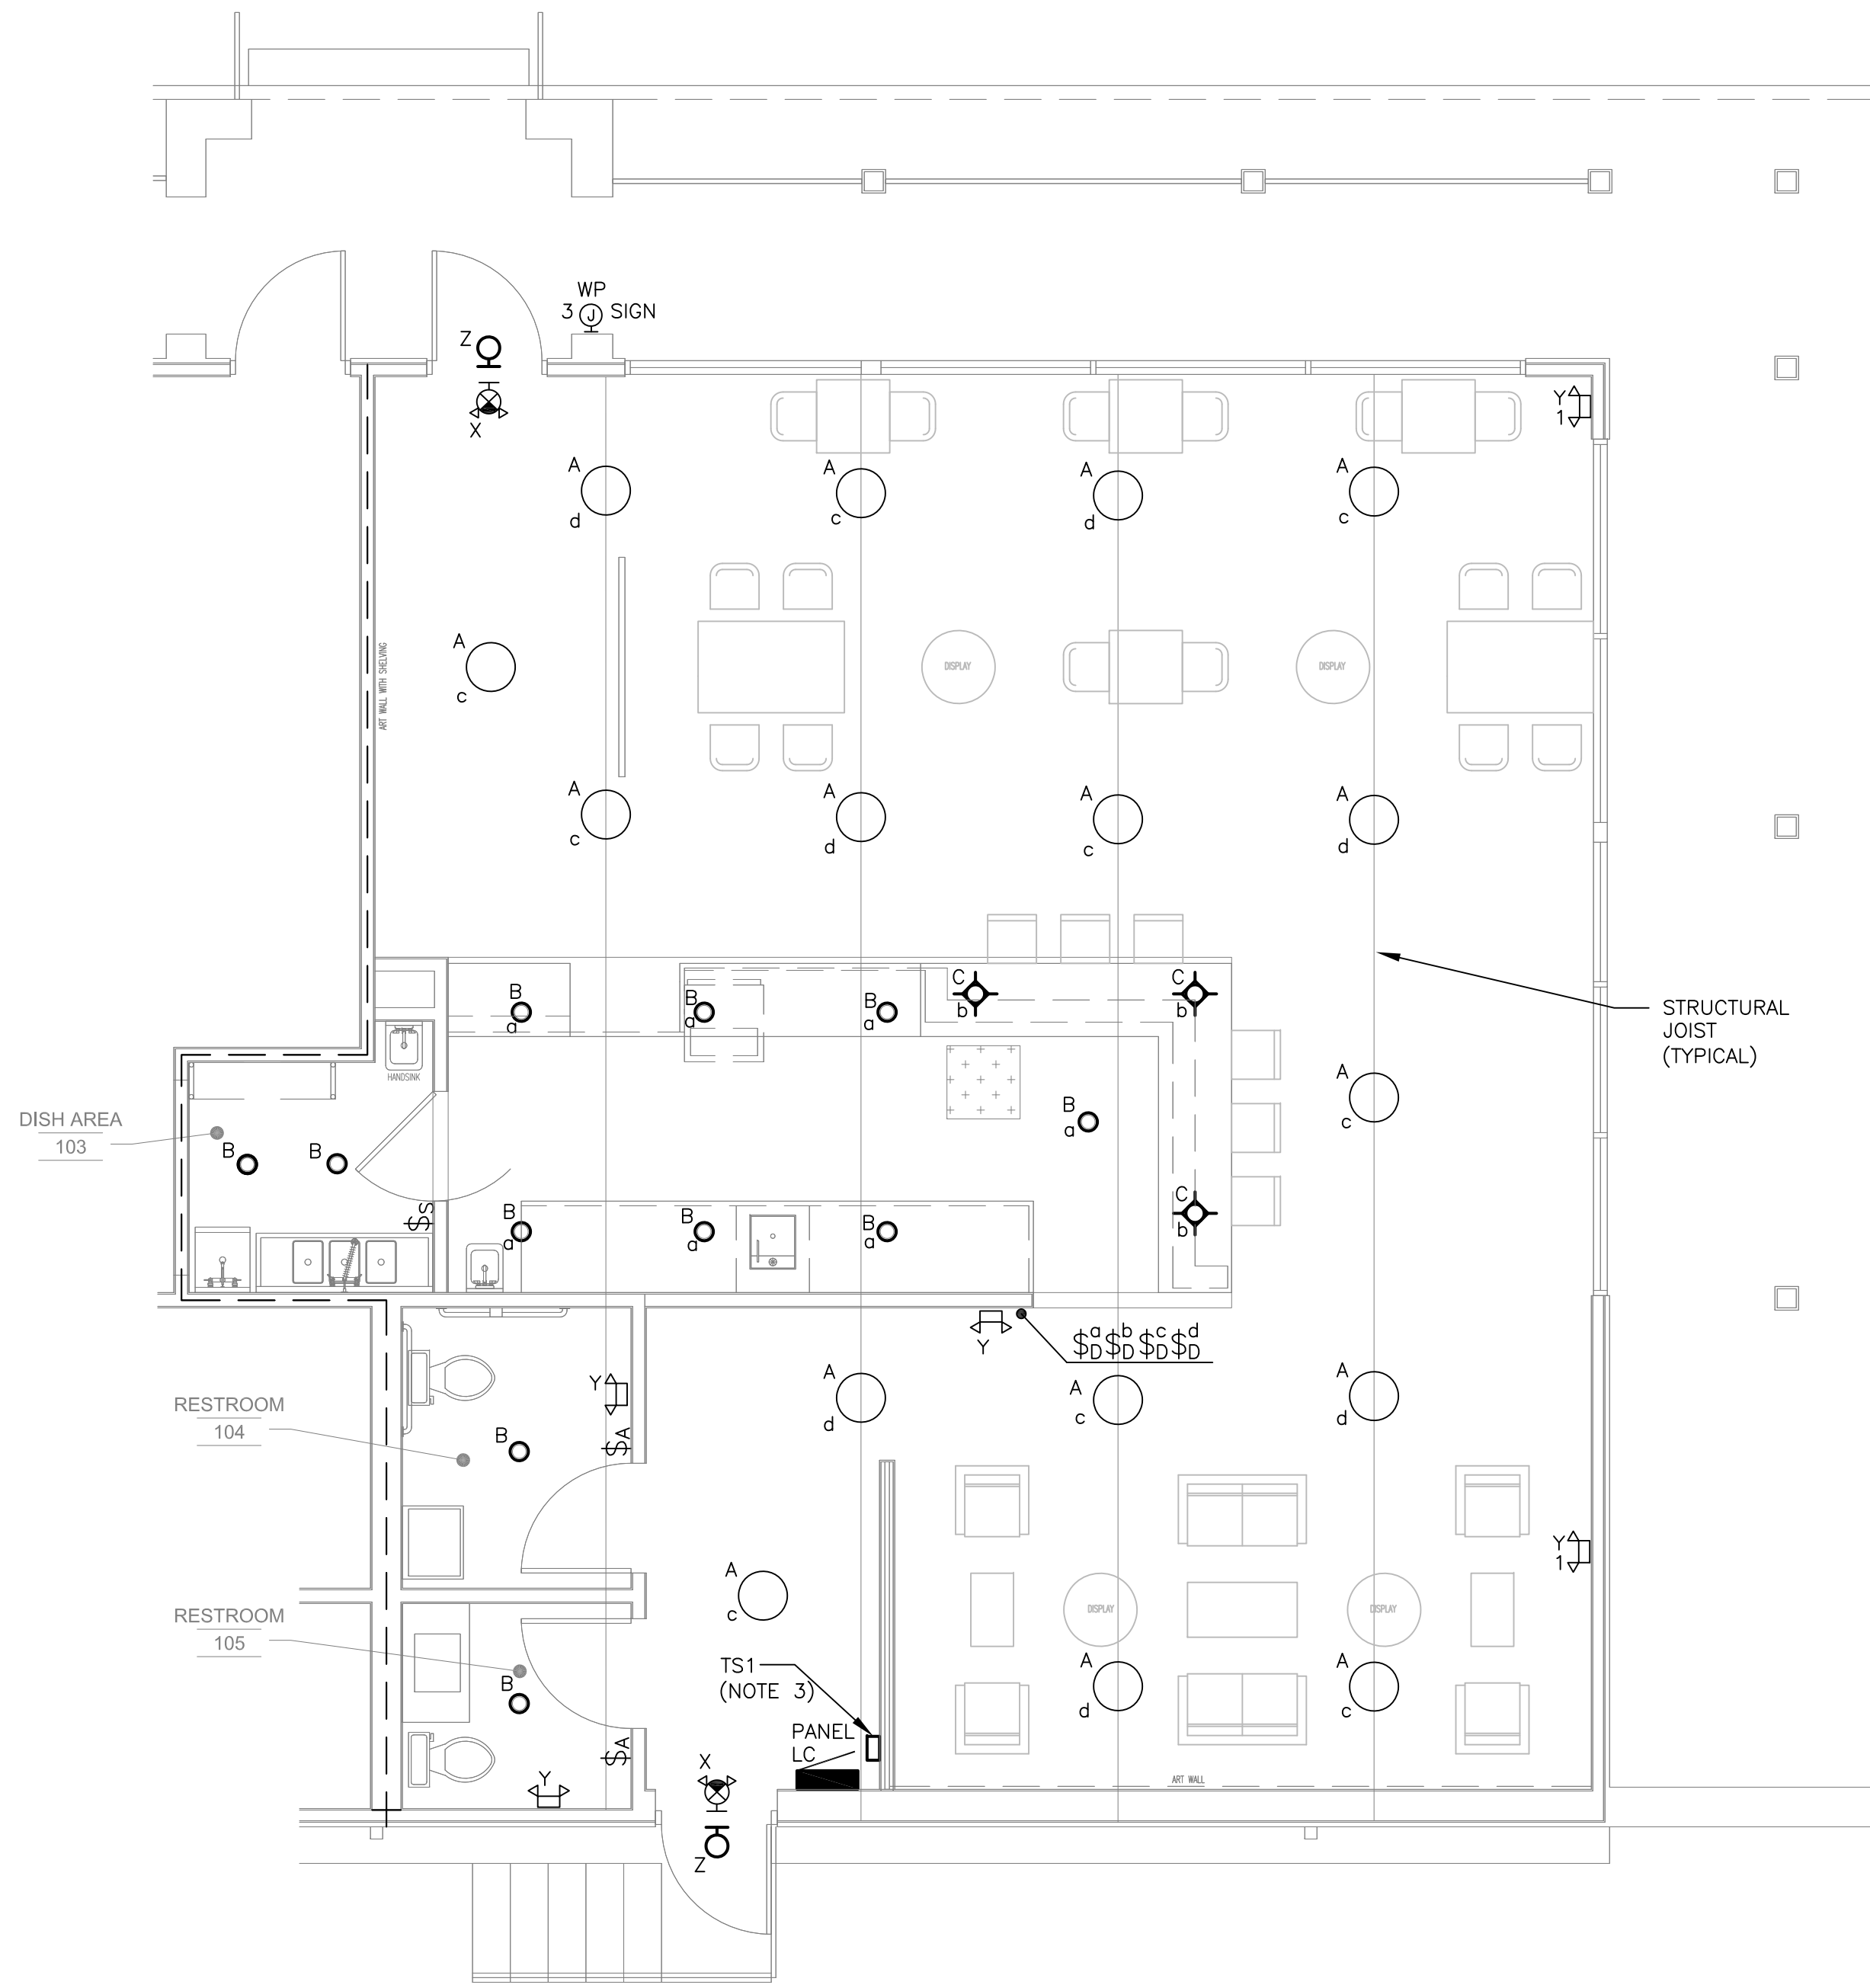 WP
3 J SIGN
Z
X
Y
1
A
d
A
c
A
d
A
c
A
c
ART WALL WITH SHELVING
DISPLAY
DISPLAY
A
c
A
d
A
c
A
d
STRUCTURAL
JOIST
(TYPICAL)
B
a
B
a
B
a
C
b
C
b
HANDSINK
A
c
B
a
DISH AREA
103
B
B
$S
B
a
B
a
B
a
C
b
Y
$D a $D b $D c $D d
RESTROOM
104
Y
B
$A
A
d
A
c
A
d
Y
1
A
c
DISPLAY
DISPLAY
RESTROOM
105
B
$A
Y
TS1
(NOTE 3)
PANEL
LC
A
d
A
c
ART WALL
X
Z